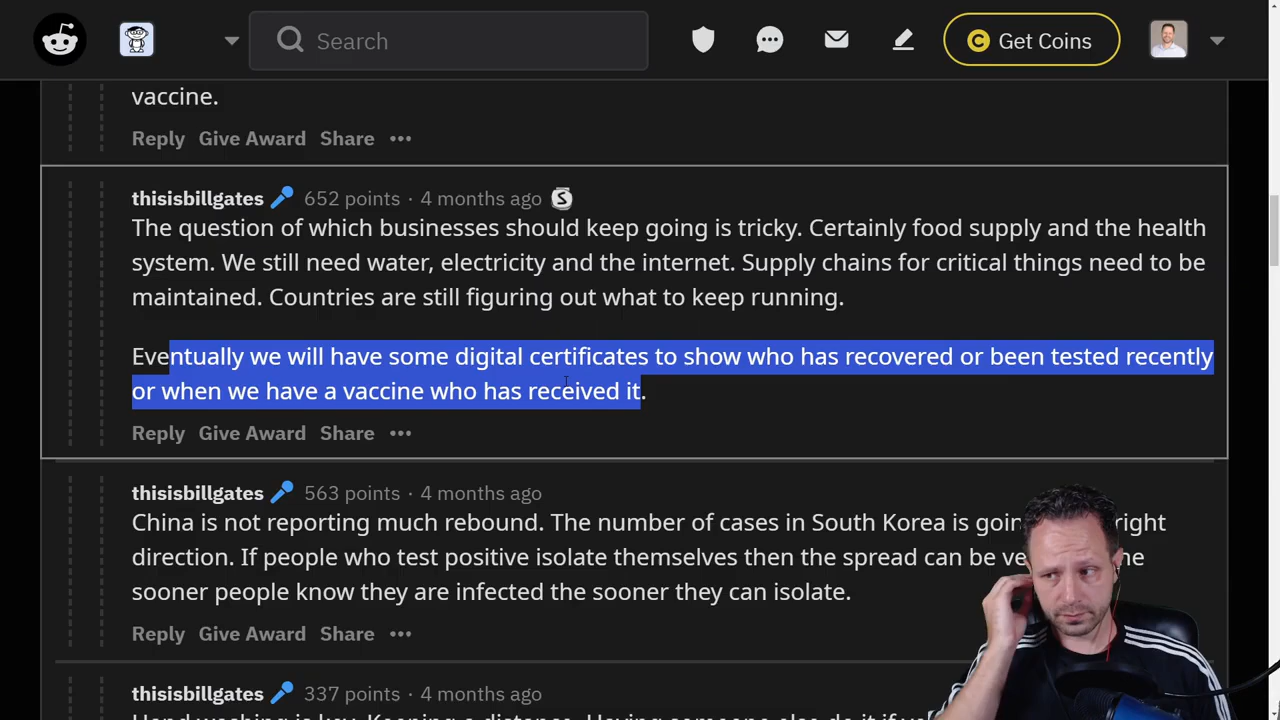 Search
Get Coins
vaccine.
Reply Give Award Share
thisisbillgates 652 points · 4 months ago
The question of which businesses should keep going is tricky. Certainly food supply and the health
system. We still need water, electricity and the internet. Supply chains for critical things need to be
maintained. Countries are still figuring out what to keep running.
Eventually we will have some digital certificates to show who has recovered or been tested recently
or when we have a vaccine who has received it.
Reply Give Award Share
thisisbillgates 563 points · 4 months ago
China is not reporting much rebound. The number of cases in South Korea is goin right
direction. If people who test positive isolate themselves then the spread can be ve
sooner people know they are infected the sooner they can isolate.
Reply Give Award Share
thisisbillgates 337 points · 4 months ago